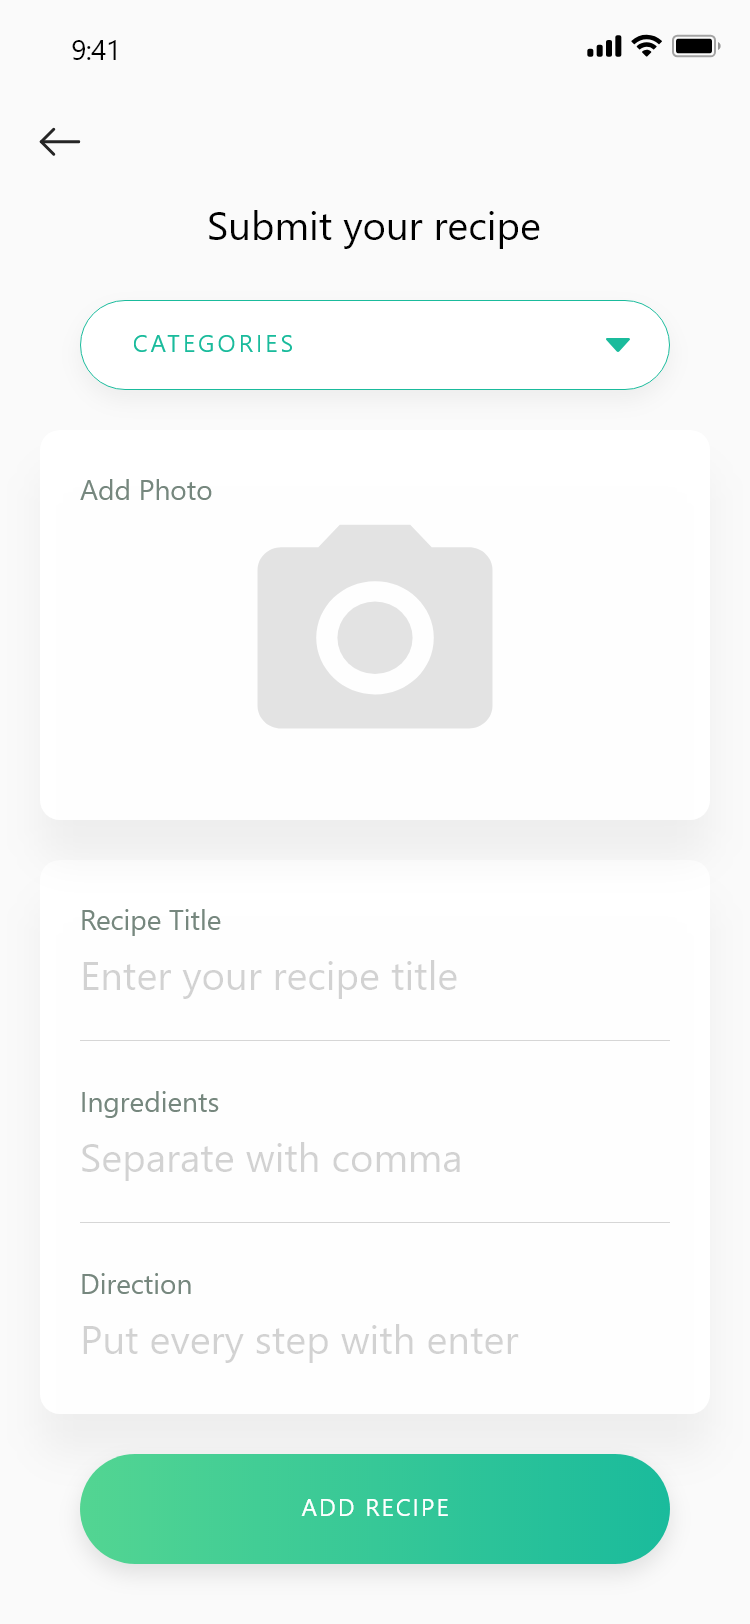 9:41
Submit your recipe
CATEGORIES
Add Photo
Recipe Title
Enter your recipe title
Ingredients
Separate with comma
Direction
Put every step with enter
ADD RECIPE